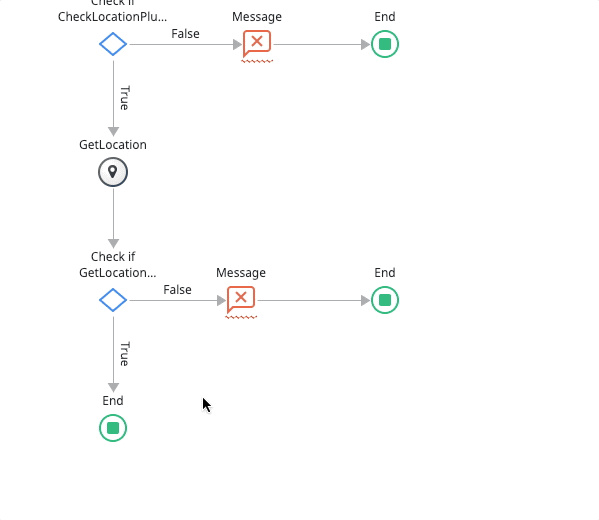 Check if
CheckLocationPlu...
Message
End
False
True
GetLocation
Check if
GetLocation...
Message
End
False
True
End